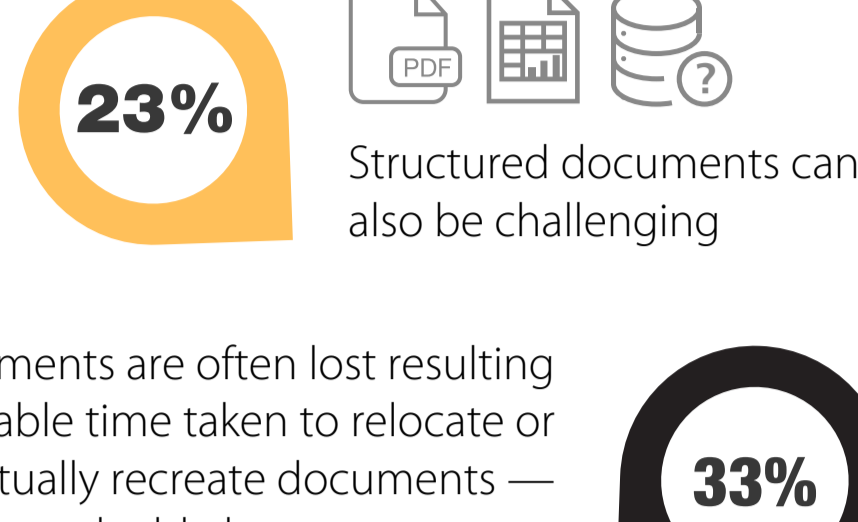 23%
PDF
?
Structured documents can
also be challenging
ments are often lost resulting
able time taken to relocate or
tually recreate documents —
33%